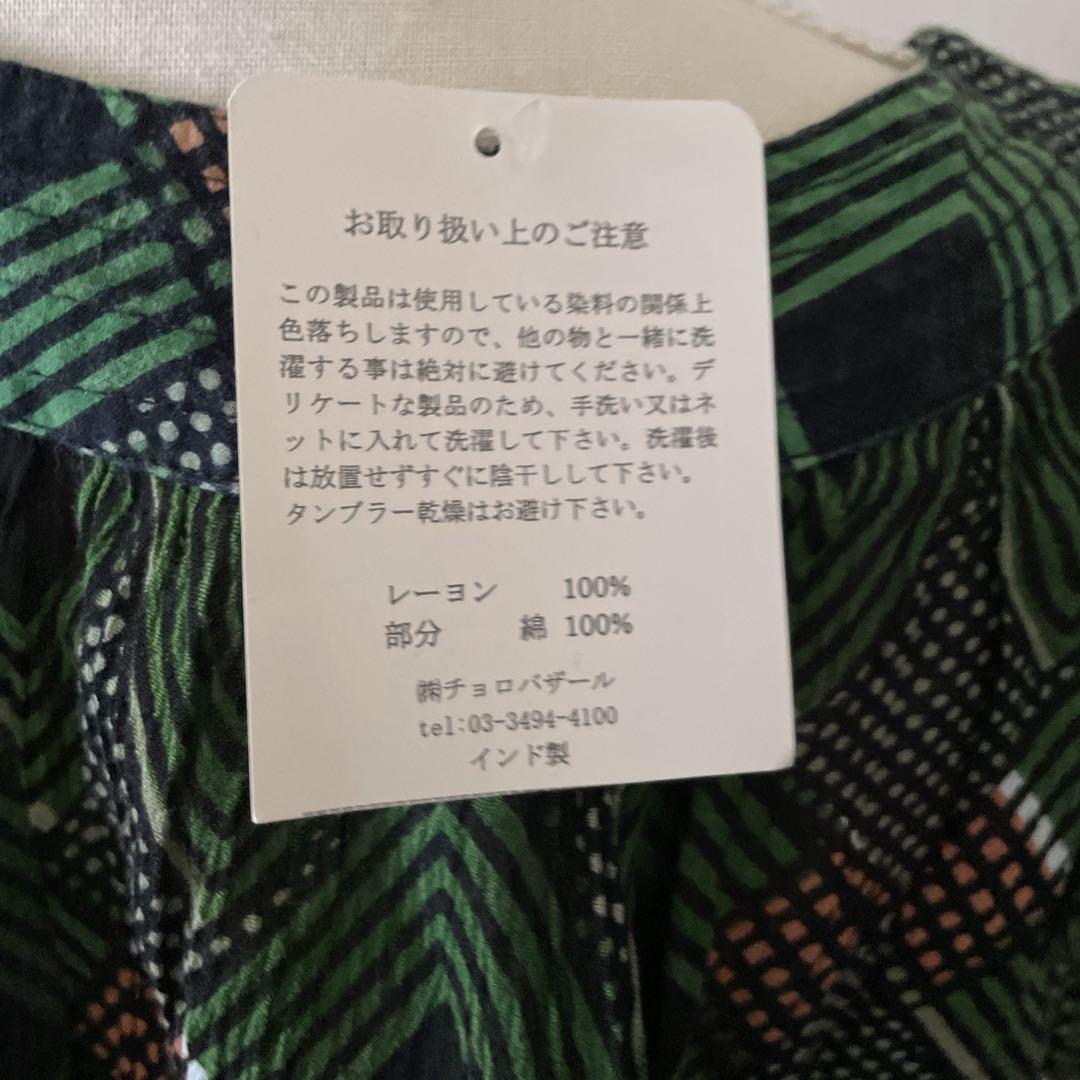 お取り扱い上のご注意
この製品は使用している染料の関係上
色落ちしますので、他の物と一緒に洗
濯する事は絶対に避けてください。デ
リケートな製品のため、手洗い又はネ
ットに入れて洗濯して下さい。洗濯後
は放置せずすぐに陰干しして下さい。
タンブラー乾燥はお避け下さい。
レーヨン 100%
部分 綿 100%
㈱チョロバザール
tel:03-3494-4100
インド製